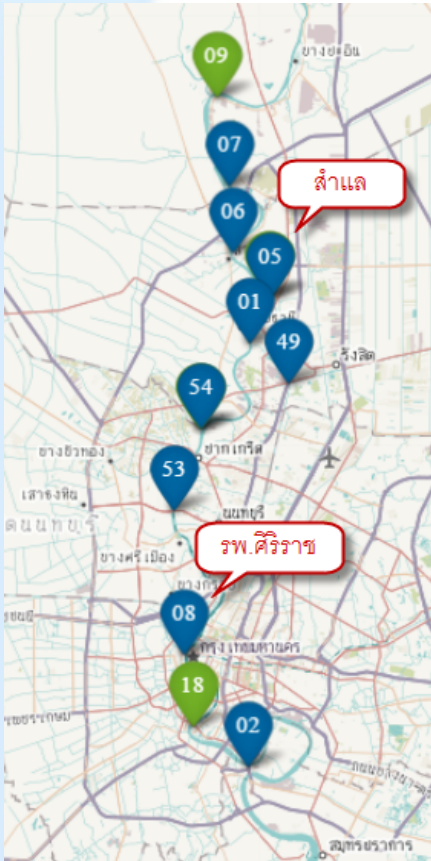 09
บางปะอิน
07
สำแล
06
05
01
49
รังสิต
54
ปากเกร็ด
บางบัวทอง
53
เสาธงหิน
นนทบุรี
รพ.ศิริราช
บางศรีเมือง
08
กรุงเทพมหานคร
18
02
สมุทรปราการ